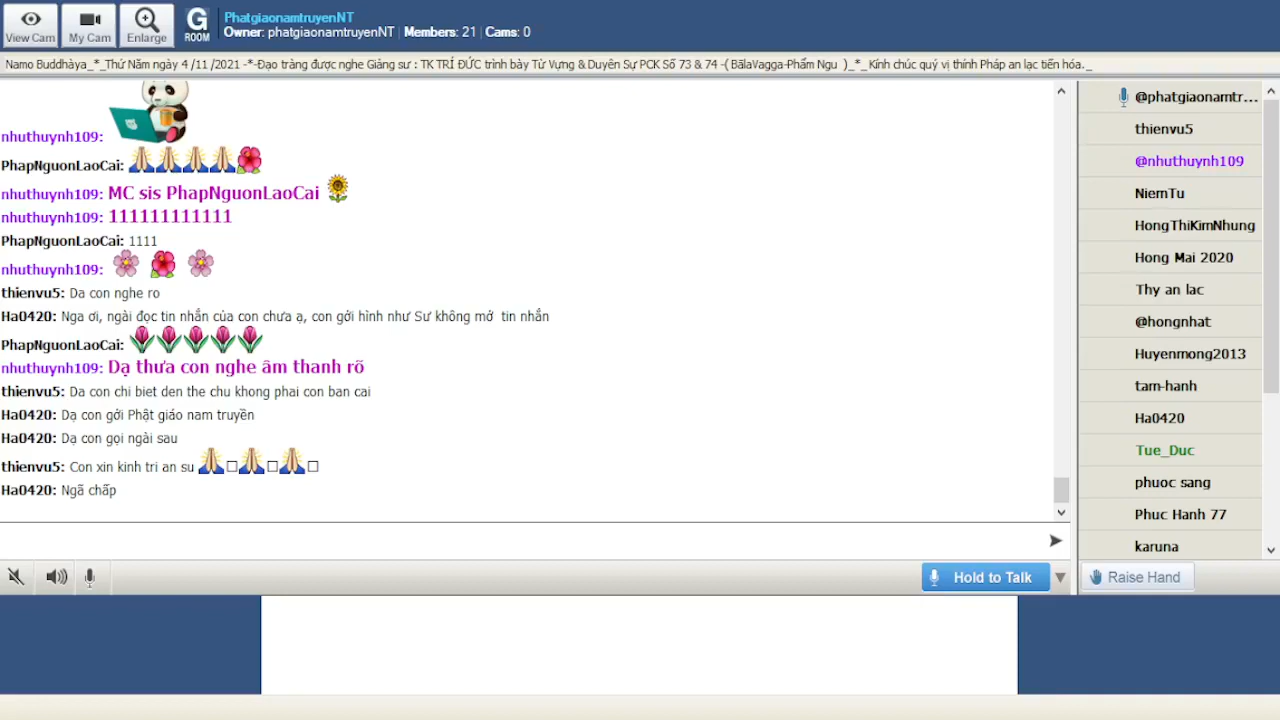 View Cam
My Cam
Enlarge
G
ROOM
PhatgiaonamtruyenNT
Owner: phatgiaonamtruyenNT | Members: 21 | Cams: 0
Namo Buddhàya_*_Thứ Năm ngày 4 /11 /2021 -*-Đạo tràng được nghe Giảng sư : TK TRÍ ĐỨC trình bày Từ Vựng & Duyên Sự PCK Số 73 & 74 -( BãlaVagga-Phẩm Ngu )_*_ Kính chúc quý vị thính Pháp an lạc tiến hóa._
nhuthuynh109:
PhapNguonLaoCai:
nhuthuynh109: MC sis PhapNguonLaoCai
nhuthuynh109: 111111111111
PhapNguonLaoCai: 1111
nhuthuynh109:
thienvu5: Da con nghe ro
Ha0420: Nga ơi, ngài đọc tin nhắn của con chưa ạ, con gởi hình như Sư không mở tin nhắn
PhapNguonLaoCai:
nhuthuynh109: Dạ thưa con nghe âm thanh rõ
thienvu5: Da con chi biet den the chu khong phai con ban cai
Ha0420: Dạ con gởi Phật giáo nam truyền
Ha0420: Dạ con gọi ngài sau
thienvu5: Con xin kinh tri an su
Ha0420: Ngã chấp
@phatgiaonamtr...
thienvu5
@nhuthuynh109
NiemTu
HongThiKimNhung
Hong Mai 2020
Thy an lac
@hongnhat
Huyenmong2013
tam-hanh
Ha0420
Tue_Duc
phuoc sang
Phuc Hanh 77
karuna
Hold to Talk
Raise Hand